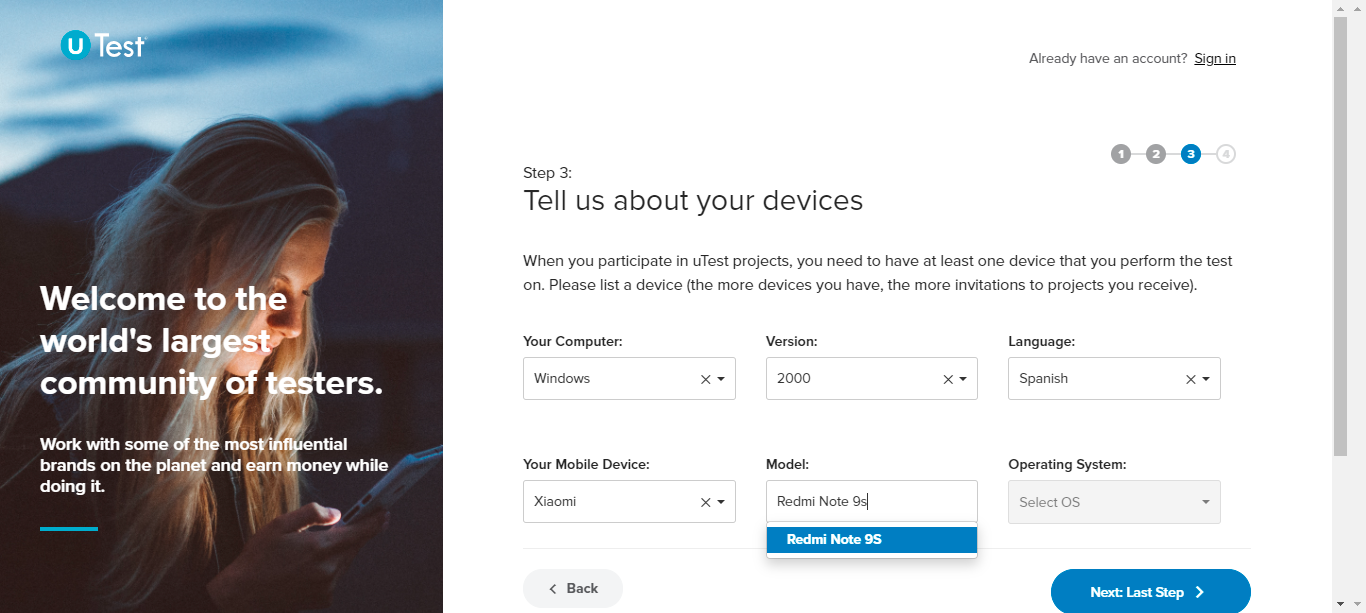 uTest
Already have an account? Sign in
1 2 3 4
Step 3:
Tell us about your devices
When you participate in uTest projects, you need to have at least one device that you perform the test
on. Please list a device (the more devices you have, the more invitations to projects you receive).
Welcome to the
world's largest
community of testers.
Work with some of the most influential
brands on the planet and earn money while
doing it.
Your Computer: Version: Language:
Windows 2000 Spanish
Your Mobile Device: Model: Operating System:
Xiaomi Redmi Note 9s Select OS
Redmi Note 9S
Back Next: Last Step